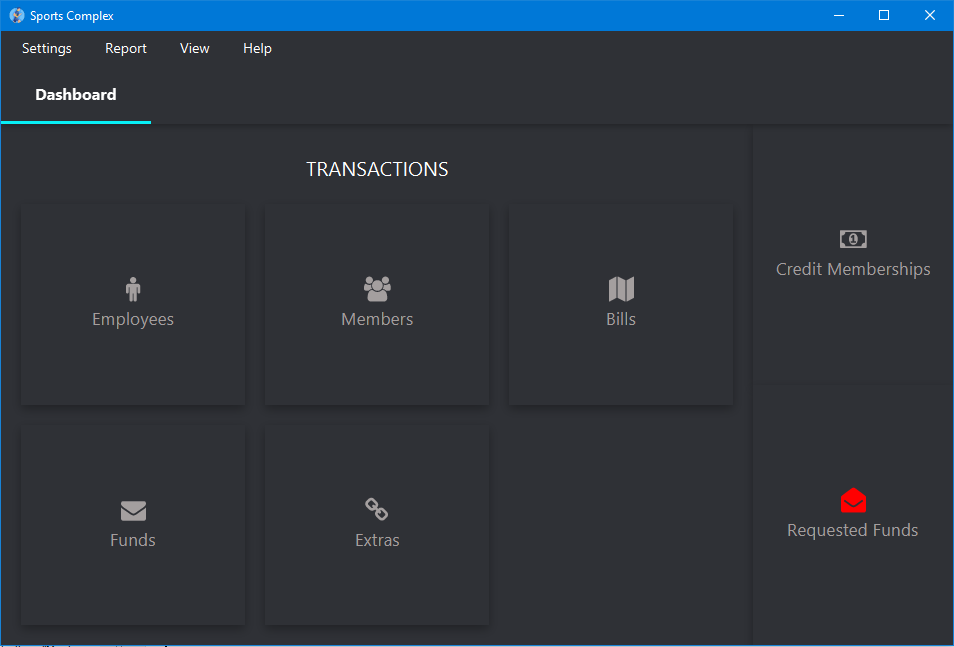 Sports Complex
Settings Report View Help
Dashboard
TRANSACTIONS
Employees Members Bills
Funds Extras
Credit Memberships
Requested Funds